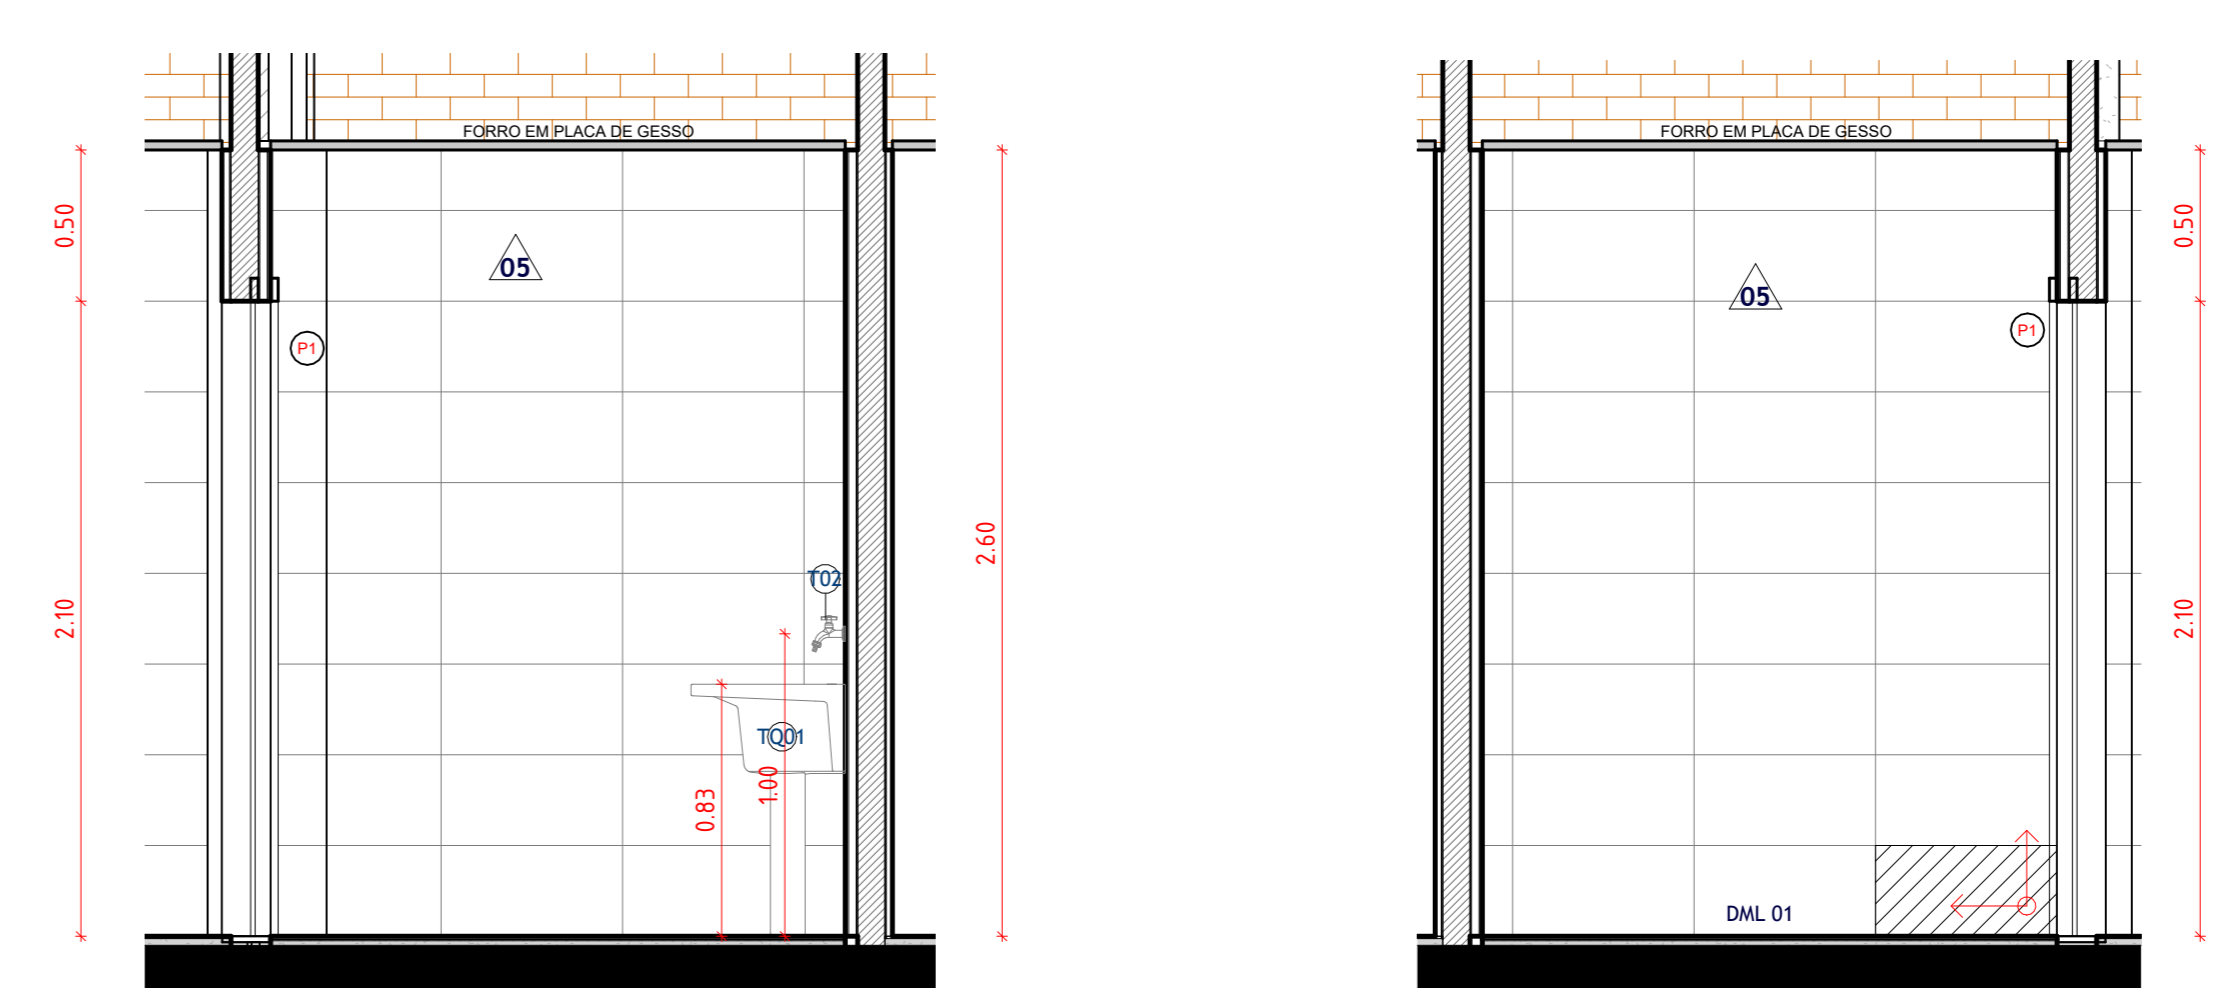 FORRO EM PLACA DE GESSO
0.50
05
P1
2.10
2.60
T02
TQ01
0.83
1.00
FORRO EM PLACA DE GESSO
0.50
05
P1
2.10
DML 01